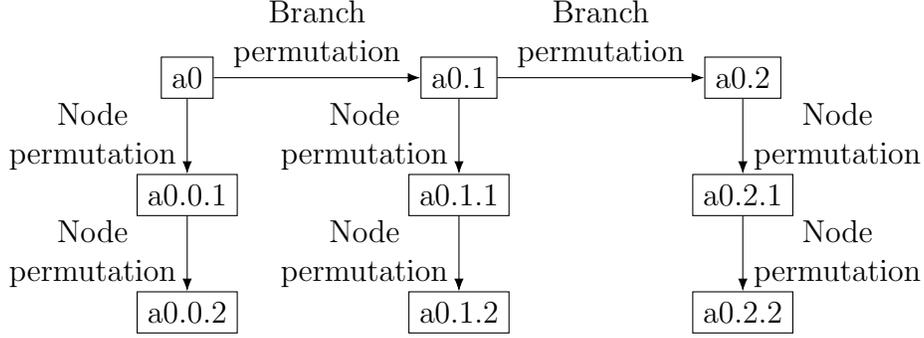 Branch
permutation
Branch
permutation
a0
a0.1
a0.2
Node
permutation
Node
permutation
Node
permutation
a0.0.1
a0.1.1
a0.2.1
Node
permutation
Node
permutation
Node
permutation
a0.0.2
a0.1.2
a0.2.2